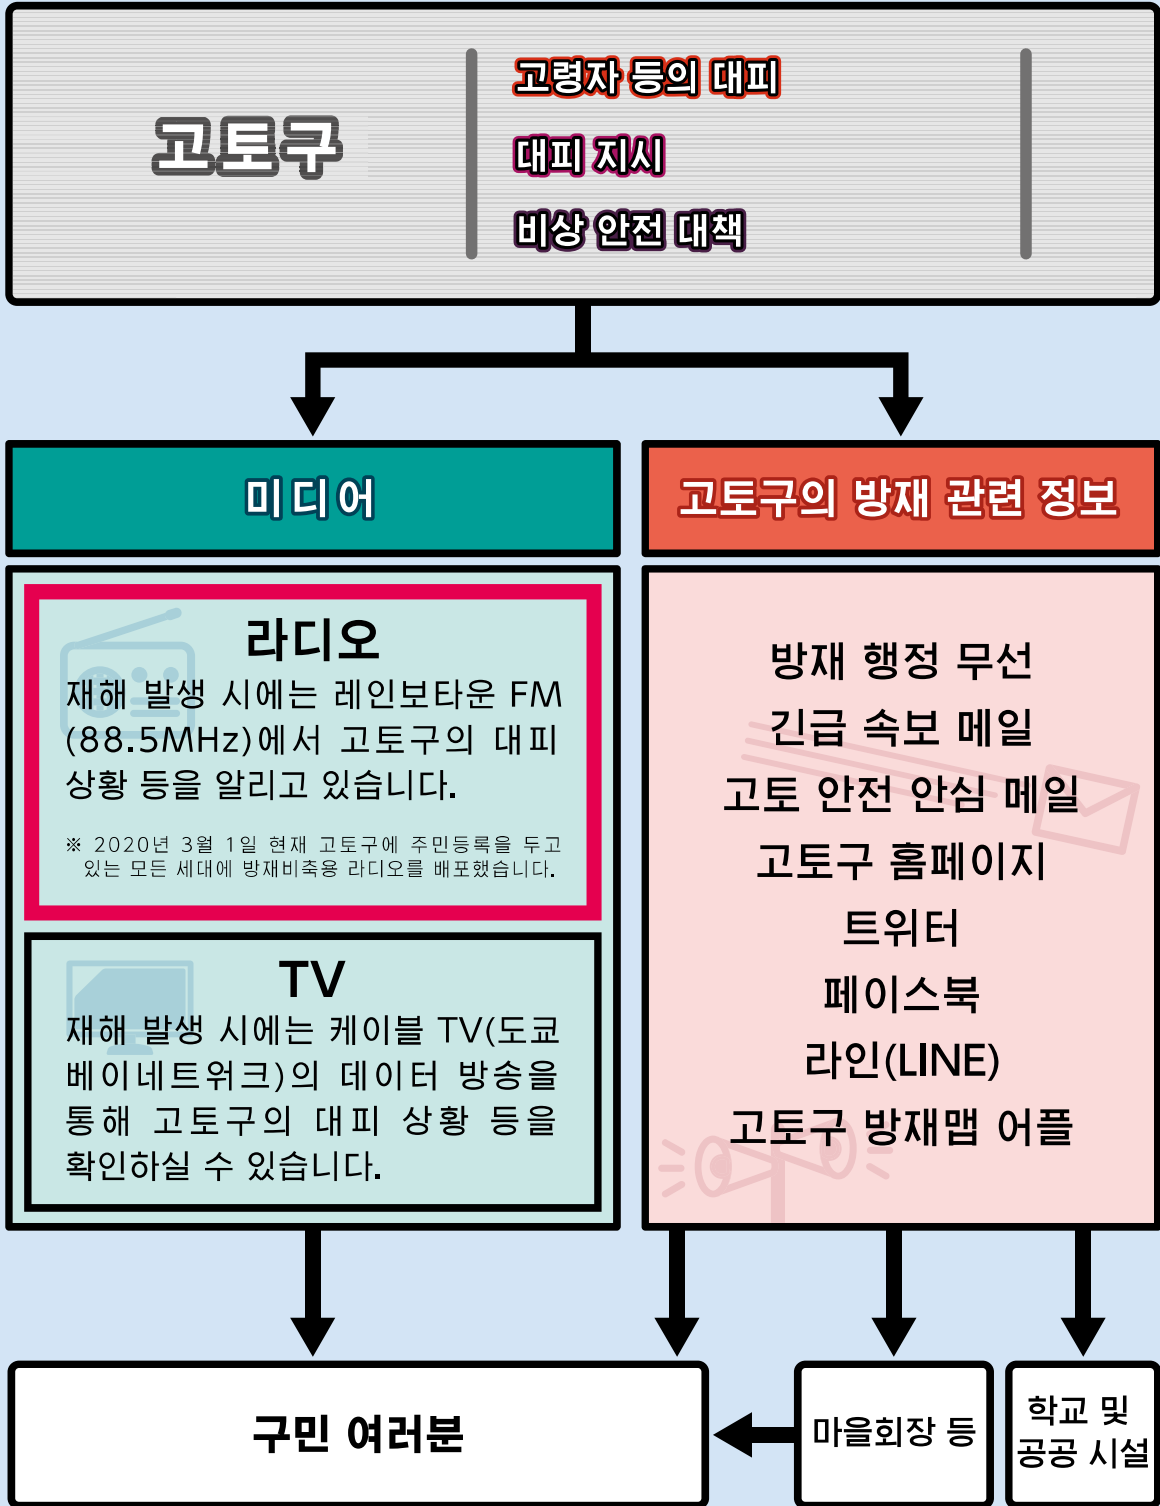 고토구
고령자 등의 대피
대피 지시
비상 안전 대책
미디어
라디오
재해 발생 시에는 레인보타운 FM
(88.5MHz)에서 고토구의 대피
상황 등을 알리고 있습니다.
※ 2020년 3월 1일 현재 고토구에 주민등록을 두고
있는 모든 세대에 방재비축용 라디오를 배포했습니다.
TV
재해 발생 시에는 케이블 TV(도쿄
베이네트워크)의 데이터 방송을
통해 고토구의 대피 상황 등을
확인하실 수 있습니다.
고토구의 방재 관련 정보
방재 행정 무선
긴급 속보 메일
고토 안전 안심 메일
고토구 홈페이지
트위터
페이스북
라인(LINE)
고토구 방재맵 어플
구민 여러분
마을회장 등
학교 및
공공 시설